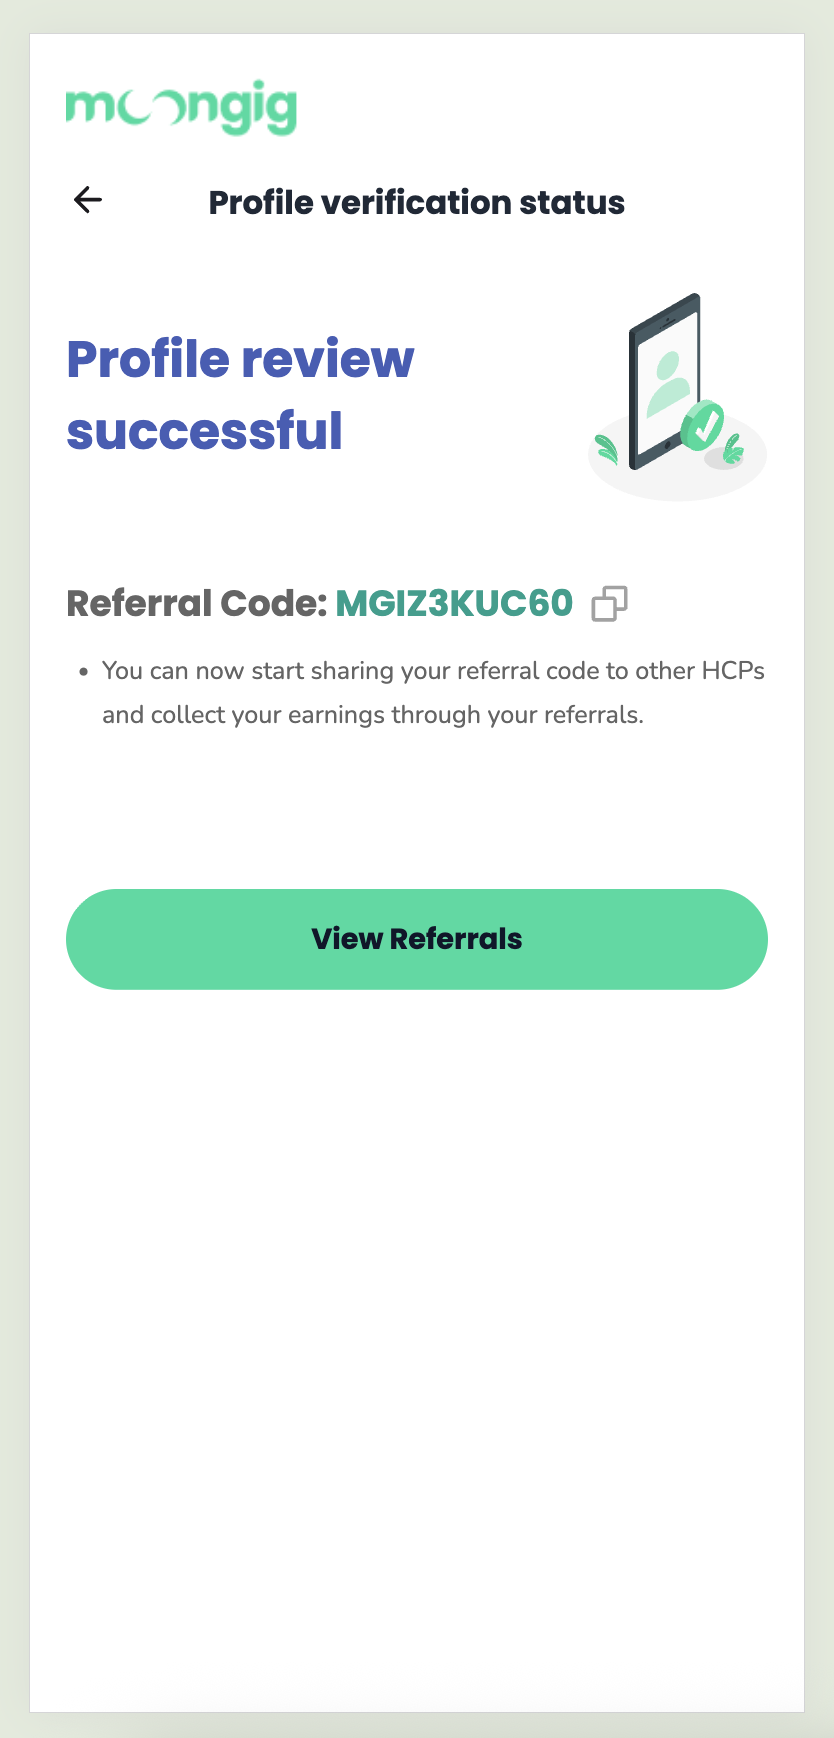 moongig
Profile verification status
Profile review
successful
Referral Code: MGIZ3KUC60
• You can now start sharing your referral code to other HCPs
and collect your earnings through your referrals.
View Referrals